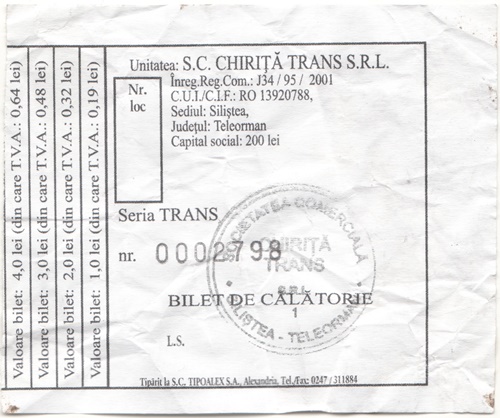 Valoare bilet: 4,0 lei (din care T.V.A.: 0,64 lei)
Valoare bilet: 3,0 lei (din care T.V.A.: 0,48 lei)
Valoare bilet: 2,0 lei (din care T.V.A.: 0,32 lei)
Valoare bilet: 1,0 lei (din care T.V.A.: 0,19 lei)
Unitatea: S.C. CHIRIȚĂ TRANS S.R.L.
Înreg.Reg.Com.: J34 / 95 / 2001
C.U.I./C.I.F.: RO 13920788,
Sediul: Siliștea,
Județul: Teleorman
Capital social: 200 lei
Nr.
loc
Seria TRANS
nr. 0002798
BILET DE CĂLĂTORIE
1
L.S.
SOCIETATEA COMERCIALĂ
CHIRIȚĂ
TRANS
S.R.L.
SILIȘTEA - TELEORMAN
Tipărit la S.C. TIPOALEX S.A., Alexandria, Tel./Fax: 0247 / 311884